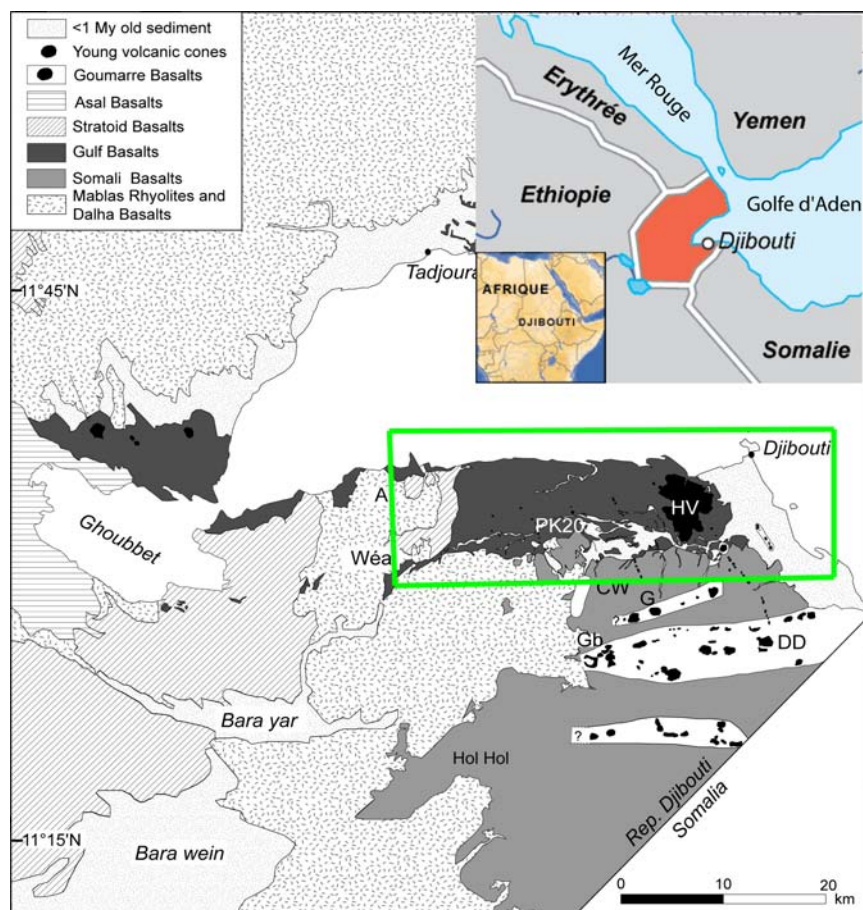 <1 My old sediment
Young volcanic cones
Goumarre Basalts
Asal Basalts
Stratoid Basalts
Gulf Basalts
Somali Basalts
Mablas Rhyolites and
Dalha Basalts
Mer Rouge
Erythrée
Yemen
Ethiopie
Golfe d'Aden
Djibouti
AFRIQUE
DJIBOUTI
Somalie
Tadjoura
11°45'N
Djibouti
A
HV
Ghoubbet
PK20
Wéa
CW
G
?
Gb
DD
Bara yar
?
Hol Hol
Rep. Djibouti
Somalia
11°15'N
Bara wein
0 10 20
km